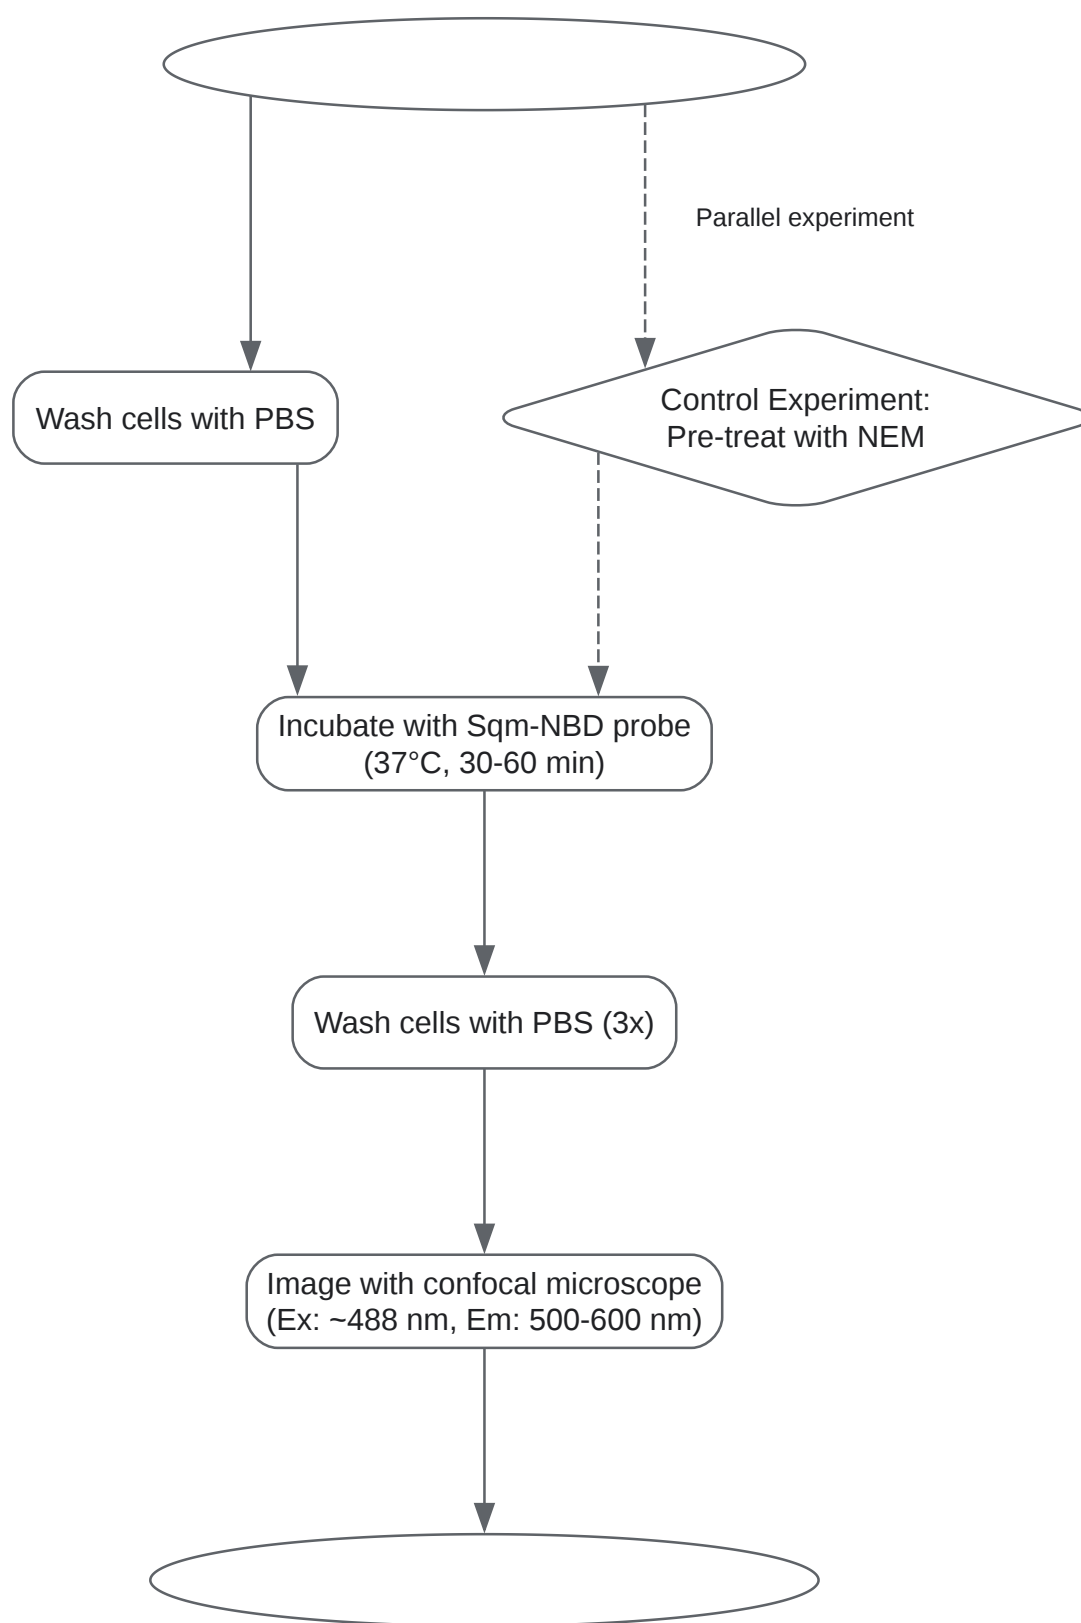 Parallel experiment
Wash cells with PBS
Control Experiment:
Pre-treat with NEM
Incubate with Sqm-NBD probe
(37°C, 30-60 min)
Wash cells with PBS (3x)
Image with confocal microscope
(Ex: ~488 nm, Em: 500-600 nm)